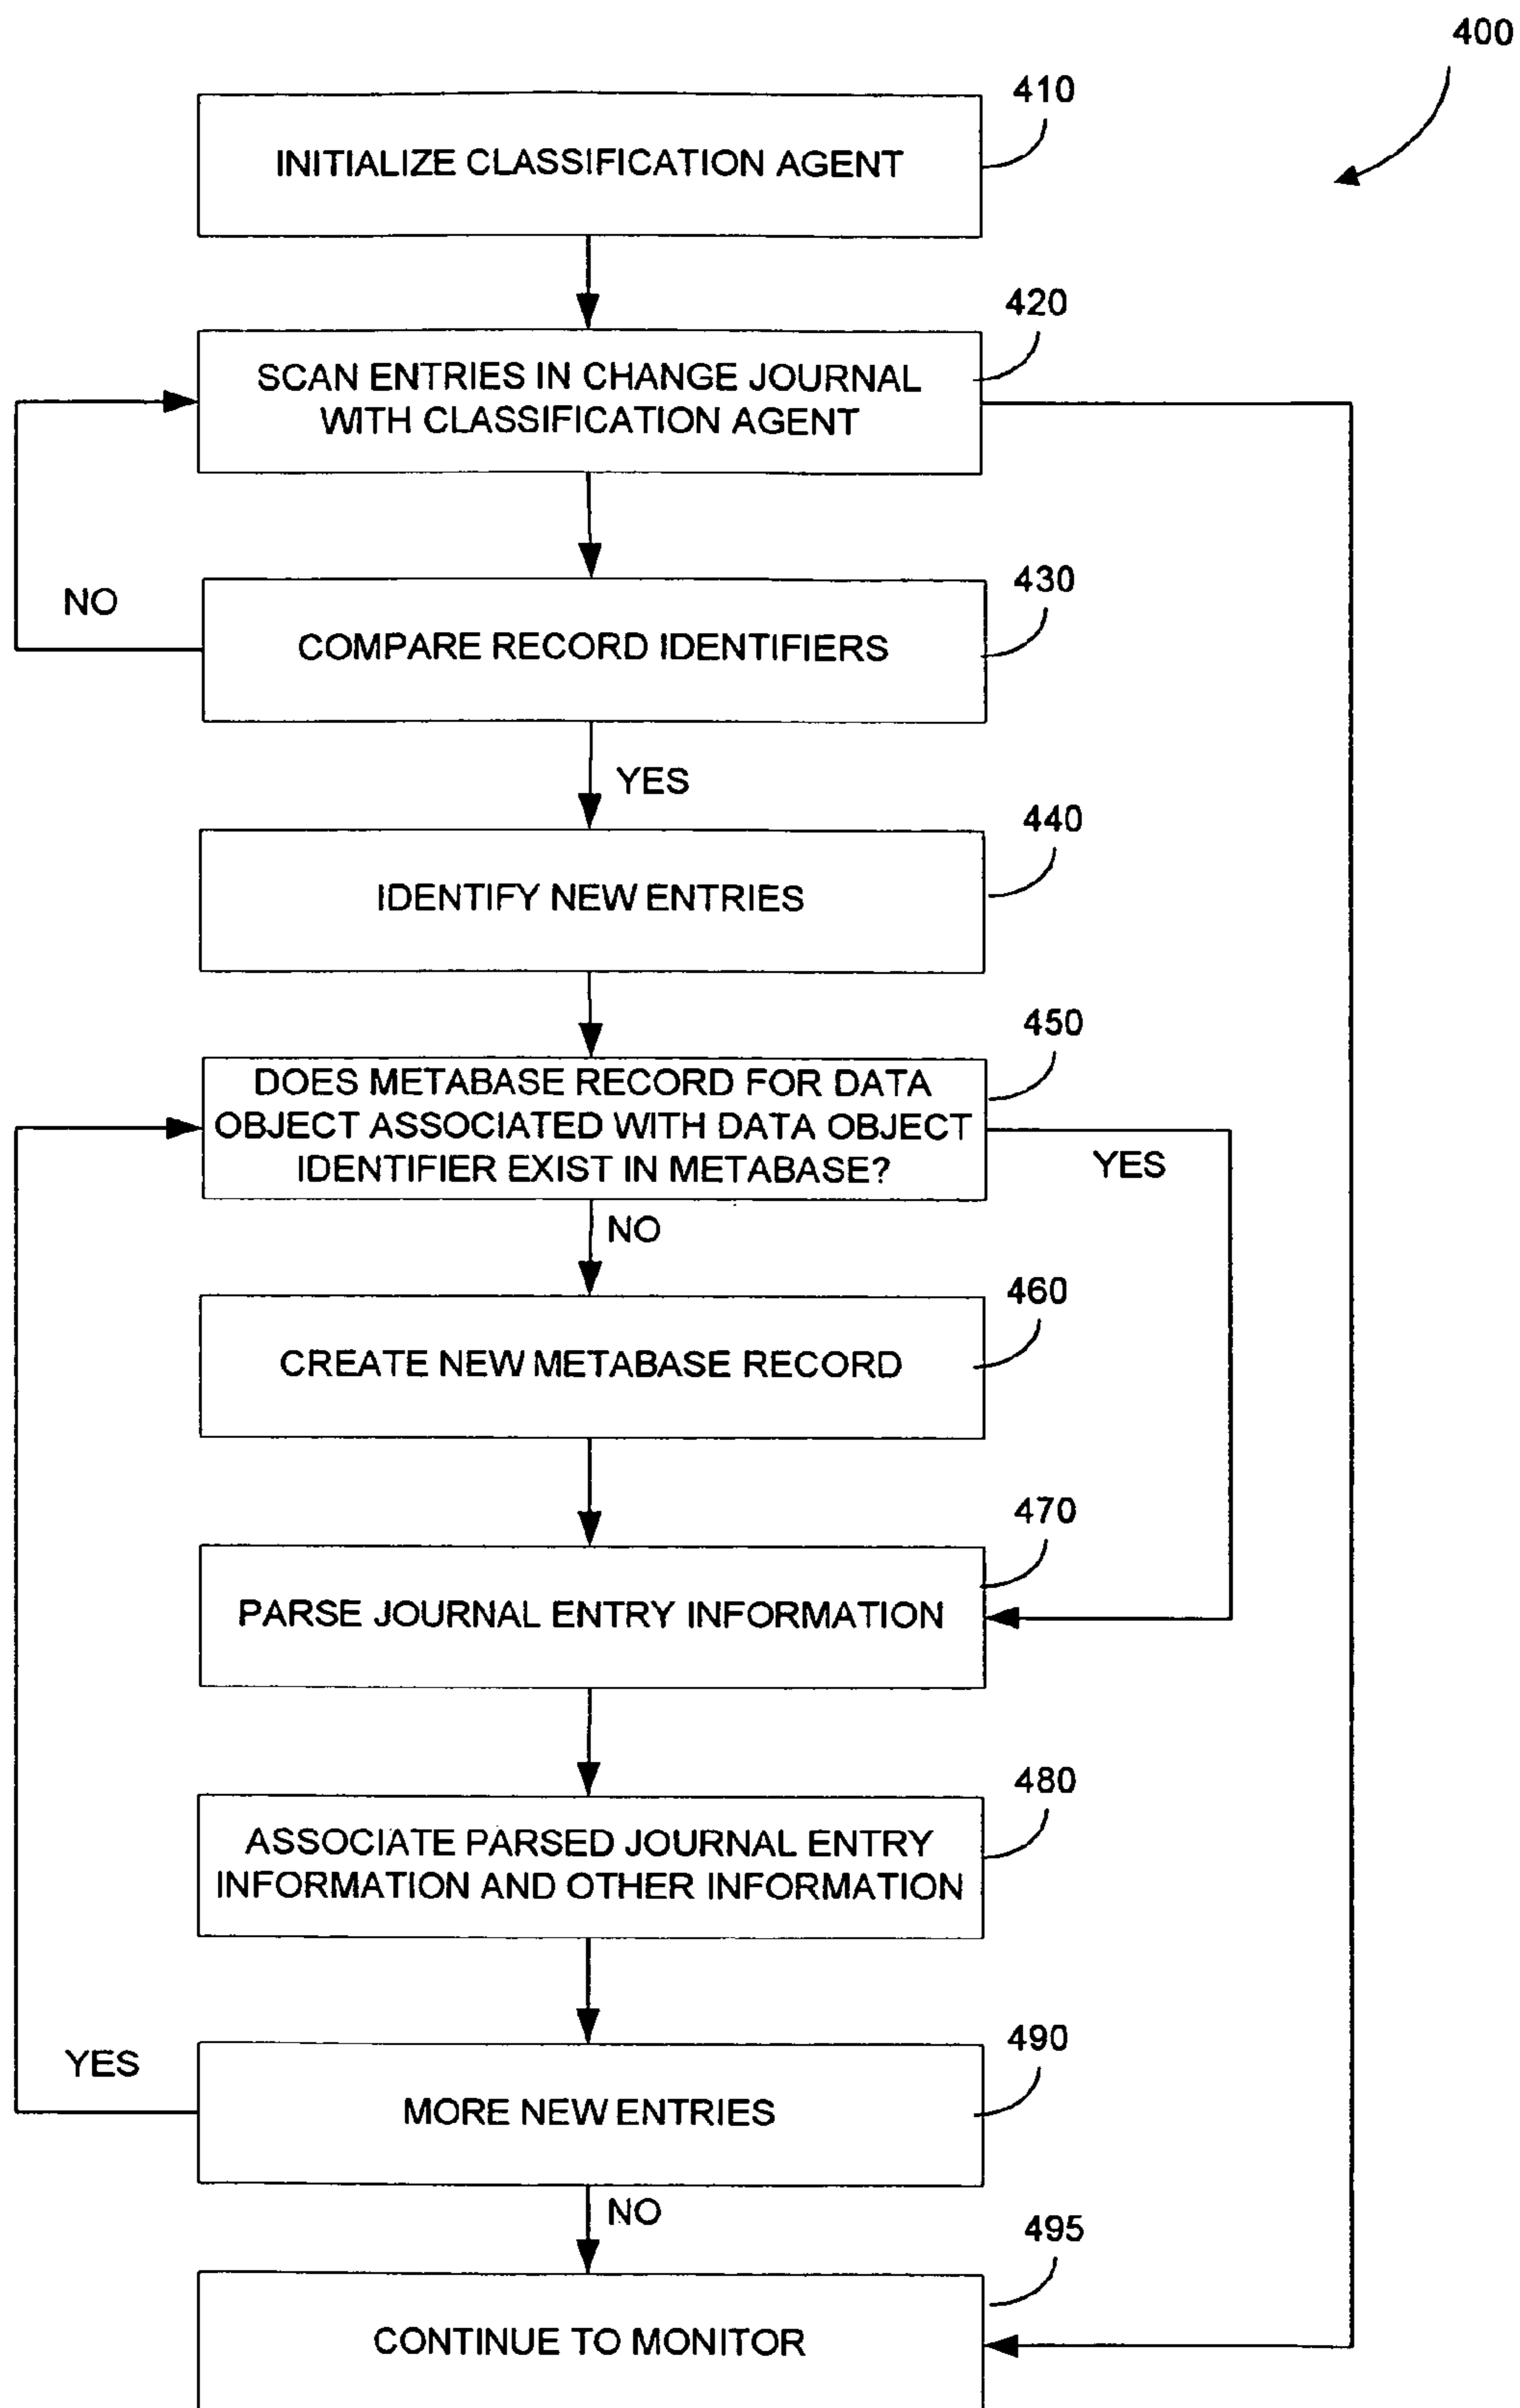 400
410
INITIALIZE CLASSIFICATION AGENT
420
SCAN ENTRIES IN CHANGE JOURNAL
WITH CLASSIFICATION AGENT
430
NO
COMPARE RECORD IDENTIFIERS
YES
440
IDENTIFY NEW ENTRIES
450
DOES METABASE RECORD FOR DATA
OBJECT ASSOCIATED WITH DATA OBJECT
IDENTIFIER EXIST IN METABASE?
YES
NO
460
CREATE NEW METABASE RECORD
470
PARSE JOURNAL ENTRY INFORMATION
480
ASSOCIATE PARSED JOURNAL ENTRY
INFORMATION AND OTHER INFORMATION
490
YES
MORE NEW ENTRIES
NO
495
CONTINUE TO MONITOR